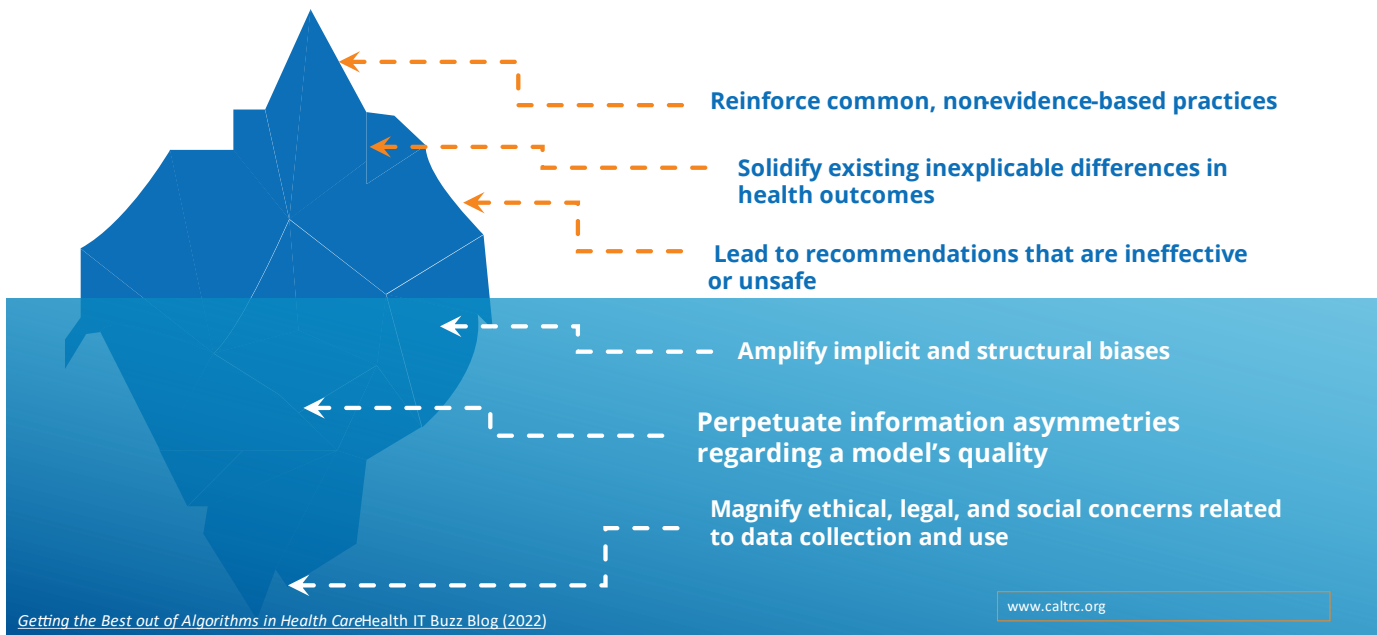 Reinforce common, non-evidence-based practices
Solidify existing inexplicable differences in
health outcomes
Lead to recommendations that are ineffective
or unsafe
Amplify implicit and structural biases
Perpetuate information asymmetries
regarding a model's quality
Magnify ethical, legal, and social concerns related
to data collection and use
www.caltrc.org
Getting the Best out of Algorithms in Health CareHealth IT Buzz Blog (2022)